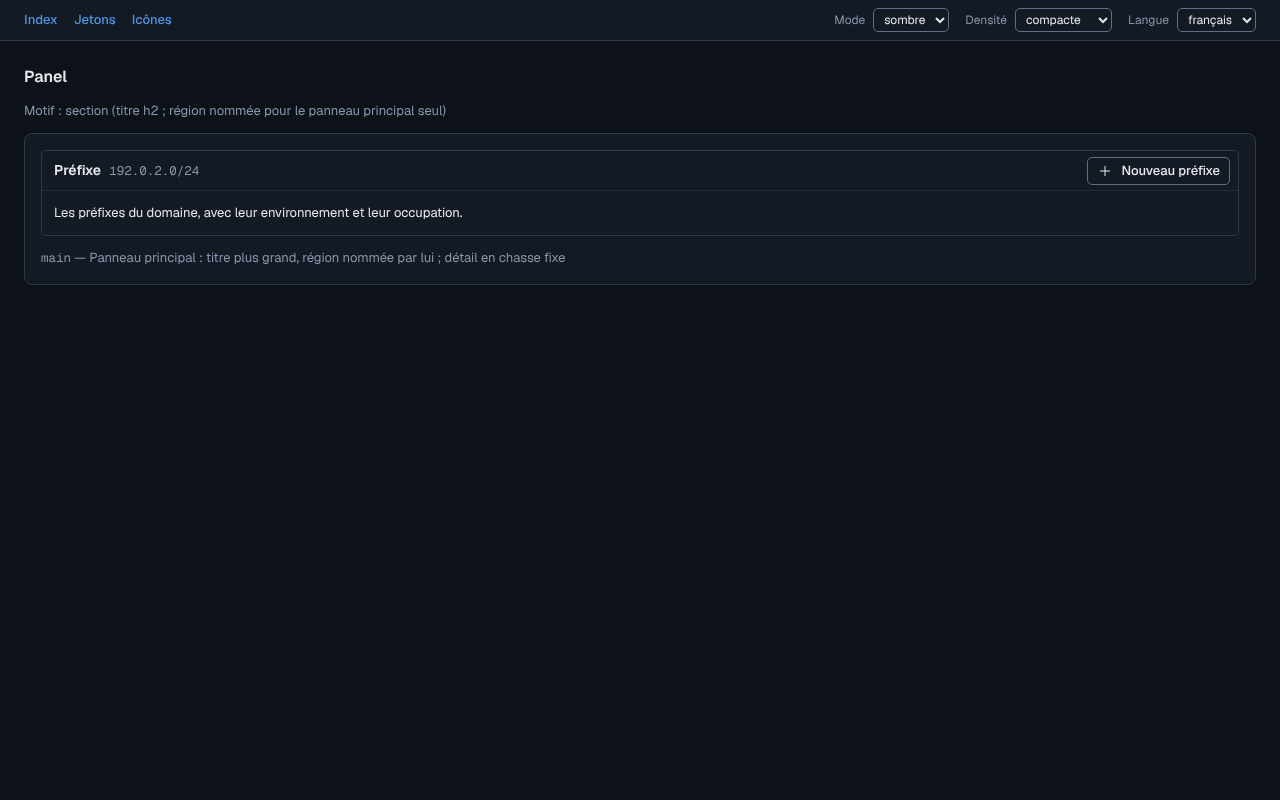 Index Jetons Icônes Mode sombre Densité compacte Langue français
Panel
Motif : section (titre h2 ; région nommée pour le panneau principal seul)
Préfixe 192.0.2.0/24 Nouveau préfixe
Les préfixes du domaine, avec leur environnement et leur occupation.
main — Panneau principal : titre plus grand, région nommée par lui ; détail en chasse fixe